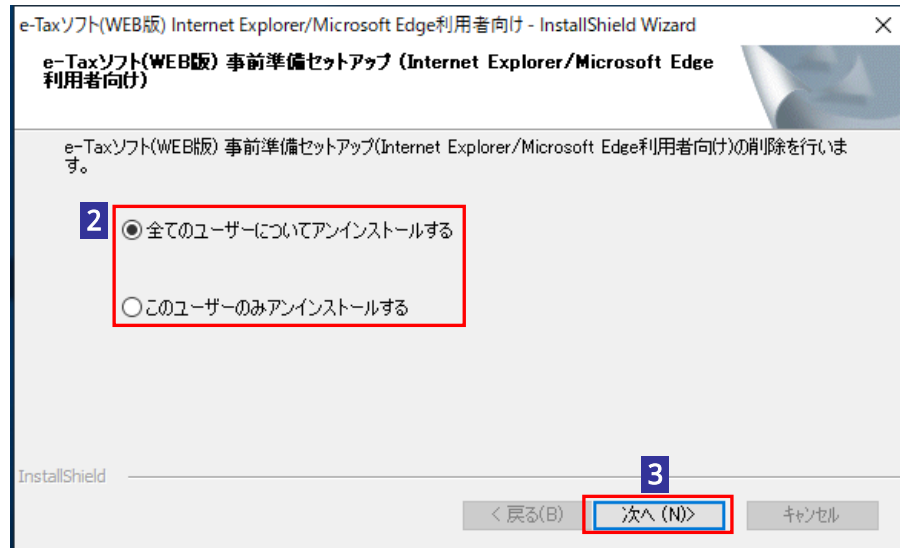 e-Taxソフト(WEB版) Internet Explorer/Microsoft Edge利用者向け - InstallShield Wizard
e-Taxソフト(WEB版) 事前準備セットアップ (Internet Explorer/Microsoft Edge
利用者向け)
e-Taxソフト(WEB版) 事前準備セットアップ(Internet Explorer/Microsoft Edge利用者向け)の削除を行いま
す。
2
全てのユーザーについてアンインストールする
このユーザーのみアンインストールする
InstallShield
3
< 戻る(B)
次へ (N)>
キャンセル